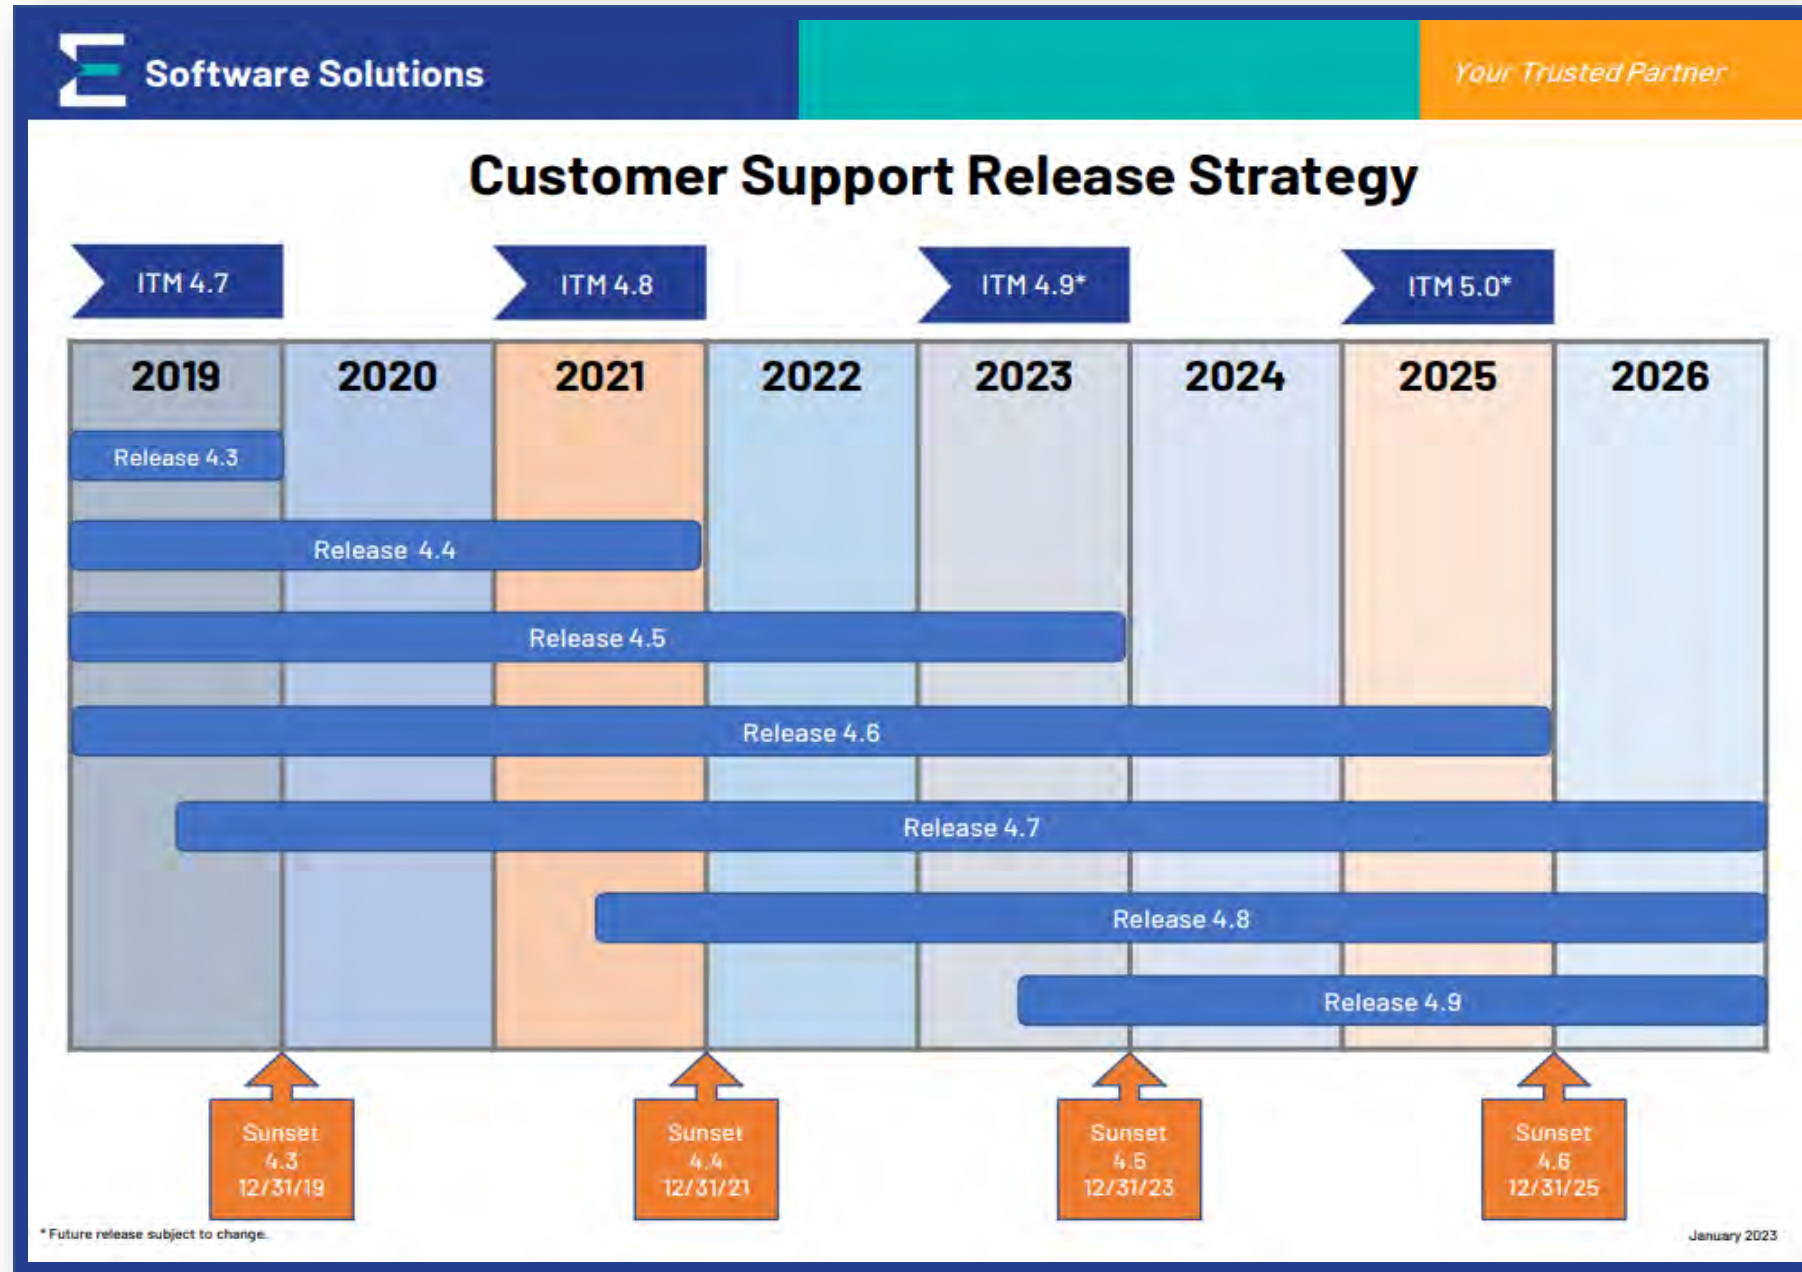 Software Solutions
Your Trusted Partner
Customer Support Release Strategy
ITM 4.7
ITM 4.8
ITM 4.9*
ITM 5.0*
2019
2020
2021
2022
2023
2024
2025
2026
Release 4.3
Release 4.4
Release 4.5
Release 4.6
Release 4.7
Release 4.8
Release 4.9
Sunset
4.3
12/31/19
Sunset
4.4
12/31/21
Sunset
4.5
12/31/23
Sunset
4.6
12/31/25
* Future release subject to change.
January 2023